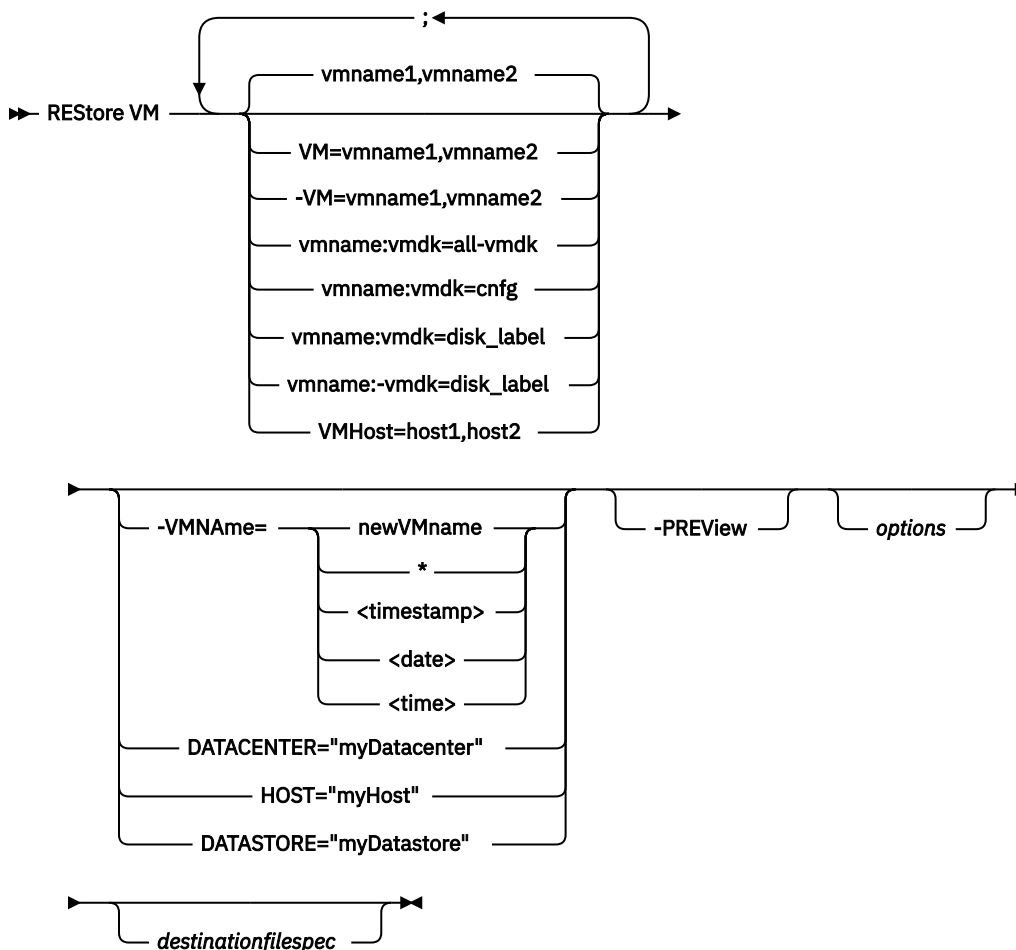 ;
vmname1,vmname2
REStore VM
VM=vmname1,vmname2
-VM=vmname1,vmname2
vmname:vmdk=all-vmdk
vmname:vmdk=cnfg
vmname:vmdk=disk_label
vmname:-vmdk=disk_label
VMHost=host1,host2
-VMNAme= newVMname -PREView options
*
<timestamp>
<date>
<time>
DATACENTER="myDatacenter"
HOST="myHost"
DATASTORE="myDatastore"
destinationfilespec